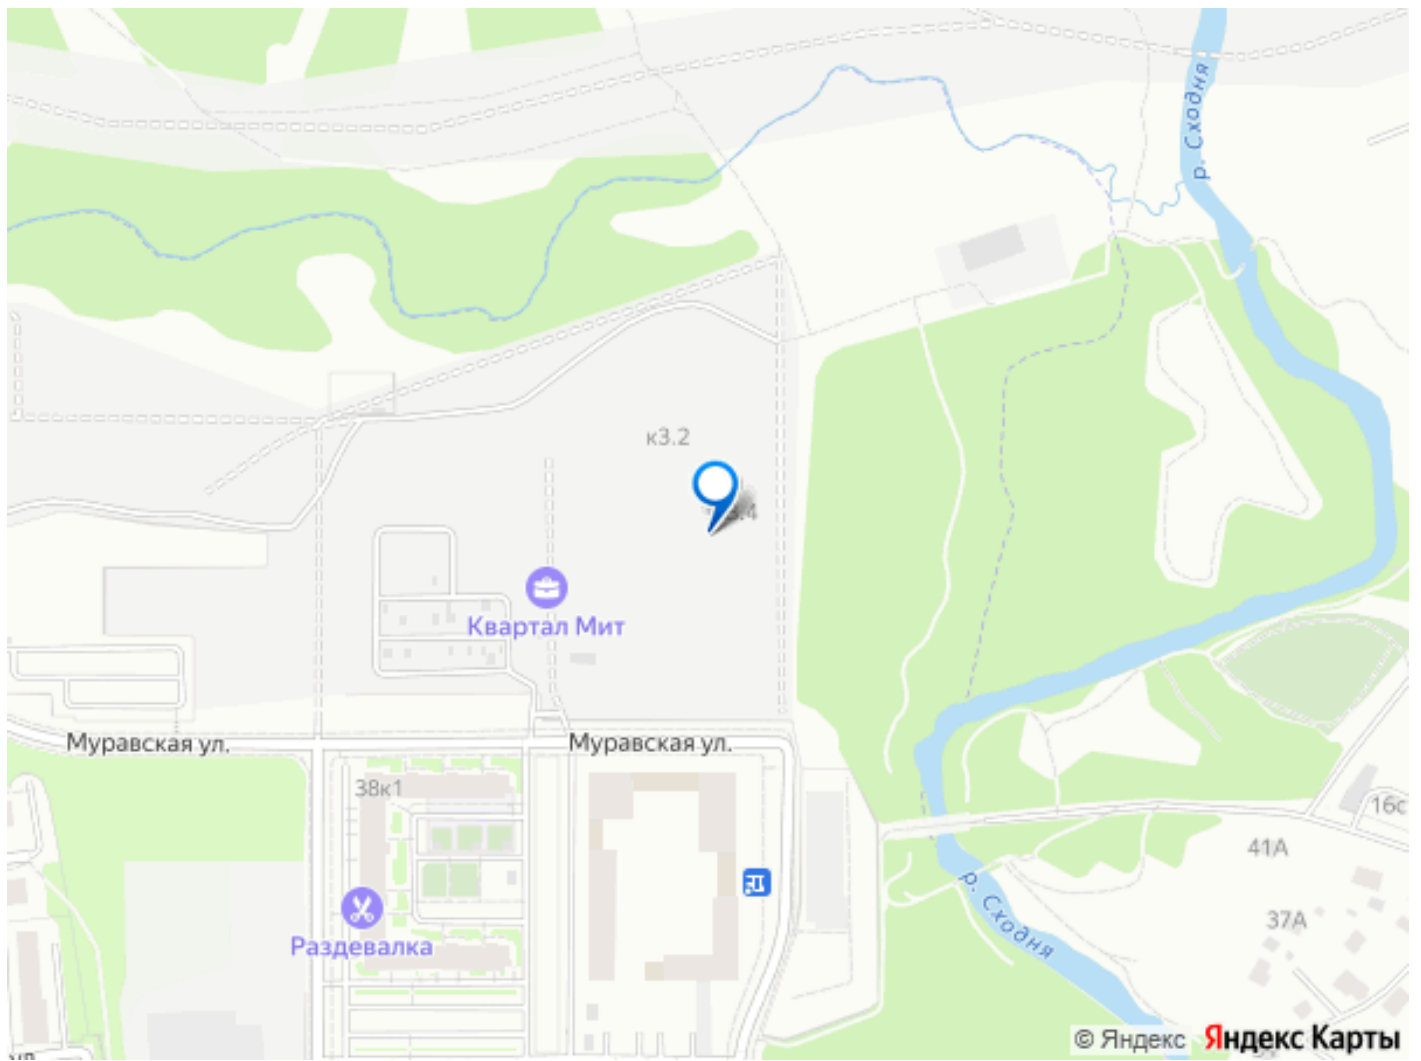 р. Сходня
к3.2
Квартал Мит
Муравская ул.
Муравская ул.
38к1
16с
41А
37А
р. Сходня
Раздевалка
© Яндекс Яндекс Карты